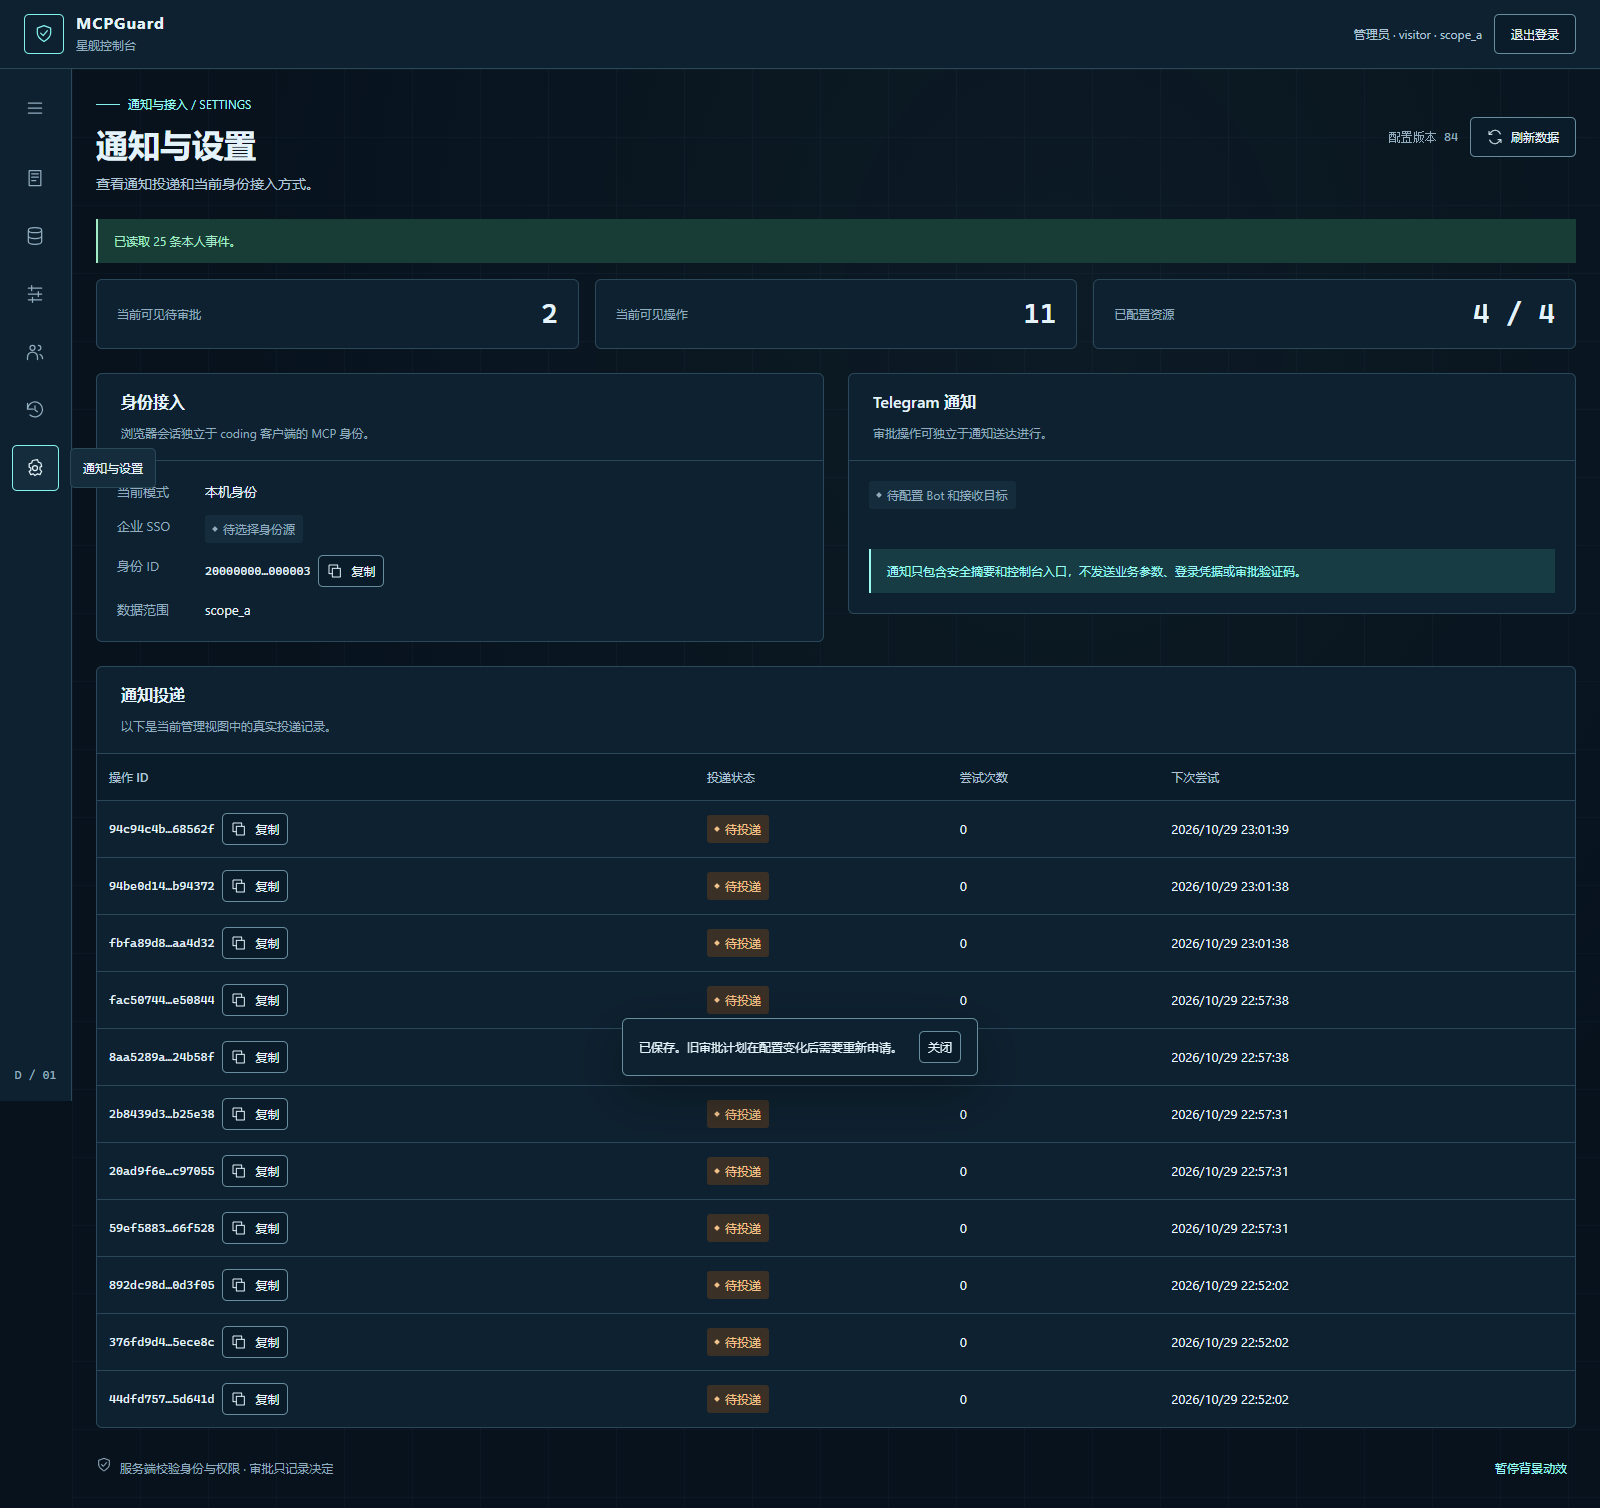 MCPGuard
星舰控制台
管理员 · visitor · scope_a
退出登录
通知与接入 / SETTINGS
通知与设置
查看通知投递和当前身份接入方式。
配置版本 84
刷新数据
已读取 25 条本人事件。
当前可见待审批
2
当前可见操作
11
已配置资源
4 / 4
身份接入
浏览器会话独立于 coding 客户端的 MCP 身份。
通知与设置
当前模式
本机身份
企业 SSO
待选择身份源
身份 ID
20000000…000003
复制
数据范围
scope_a
Telegram 通知
审批操作可独立于通知送达进行。
待配置 Bot 和接收目标
通知只包含安全摘要和控制台入口，不发送业务参数、登录凭据或审批验证码。
通知投递
以下是当前管理视图中的真实投递记录。
操作 ID 投递状态 尝试次数 下次尝试
94c94c4b…68562f 复制 待投递 0 2026/10/29 23:01:39
94be0d14…b94372 复制 待投递 0 2026/10/29 23:01:38
fbfa89d8…aa4d32 复制 待投递 0 2026/10/29 23:01:38
fac50744…e50844 复制 待投递 0 2026/10/29 22:57:38
8aa5289a…24b58f 复制 2026/10/29 22:57:38
已保存。旧审批计划在配置变化后需要重新申请。
关闭
2b8439d3…b25e38 复制 待投递 0 2026/10/29 22:57:31
20ad9f6e…c97055 复制 待投递 0 2026/10/29 22:57:31
59ef5883…66f528 复制 待投递 0 2026/10/29 22:57:31
892dc98d…0d3f05 复制 待投递 0 2026/10/29 22:52:02
376fd9d4…5ece8c 复制 待投递 0 2026/10/29 22:52:02
44dfd757…5d641d 复制 待投递 0 2026/10/29 22:52:02
D / 01
服务端校验身份与权限 · 审批只记录决定
暂停背景动效